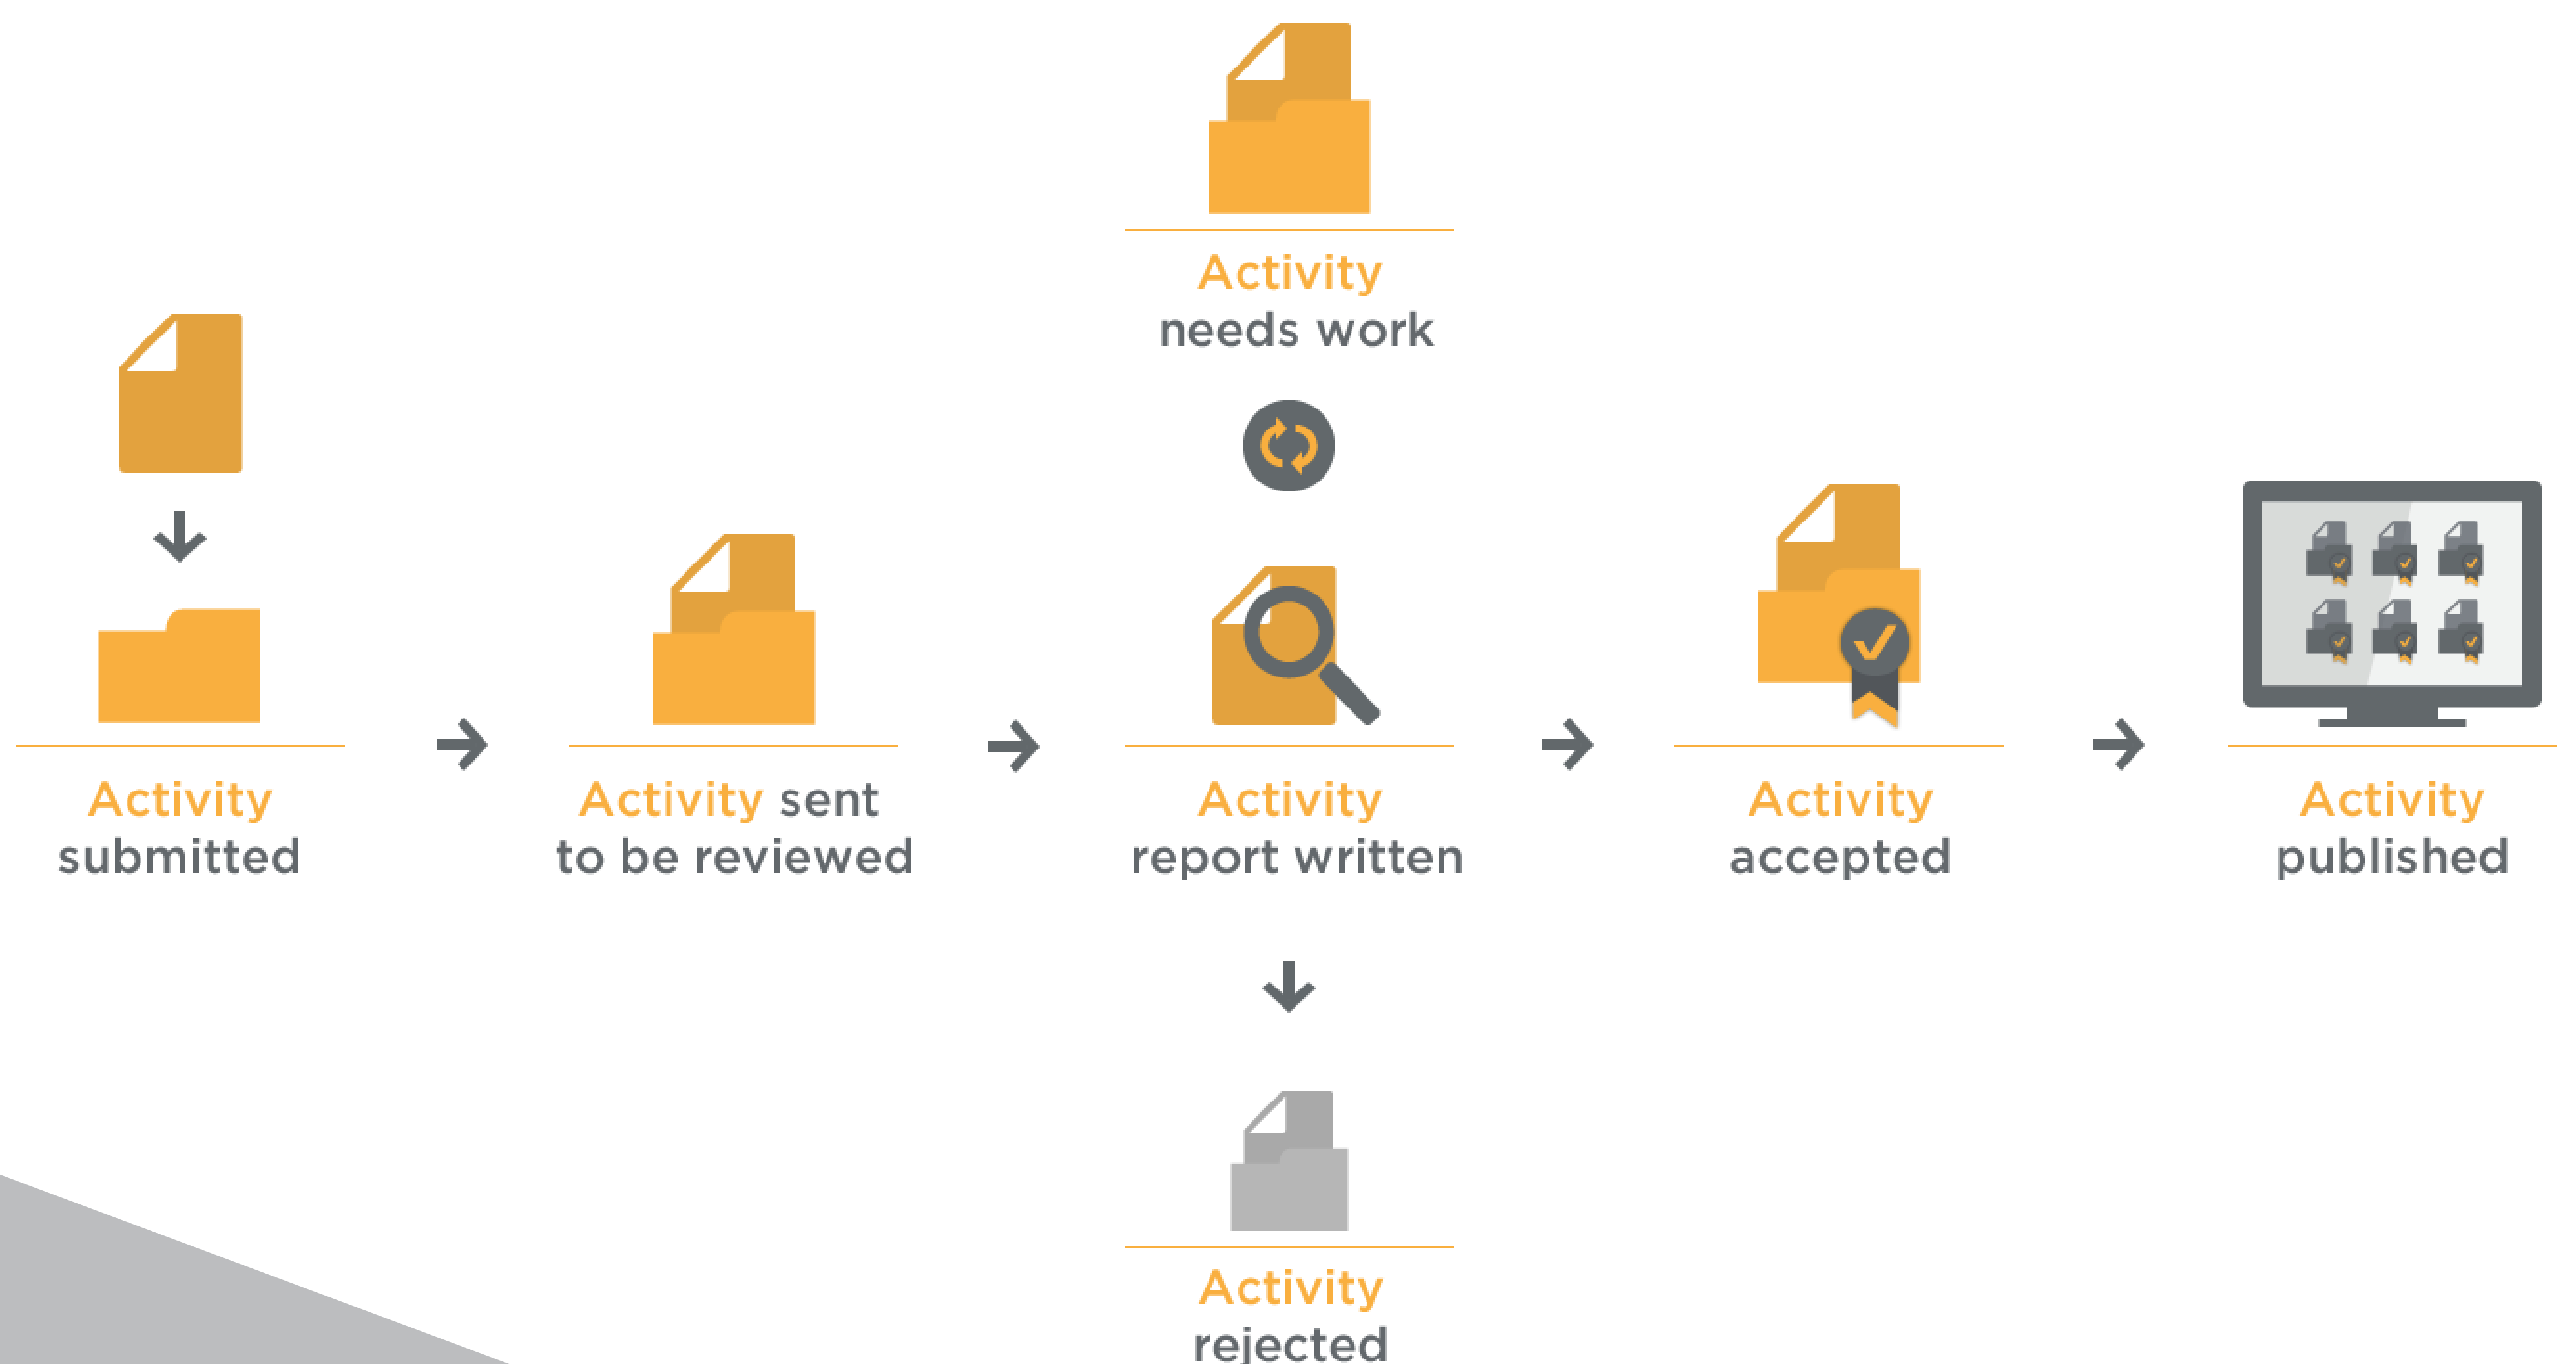 Activity
needs work
Activity
submitted
Activity sent
to be reviewed
Activity
report written
Activity
accepted
Activity
published
Activity
rejected